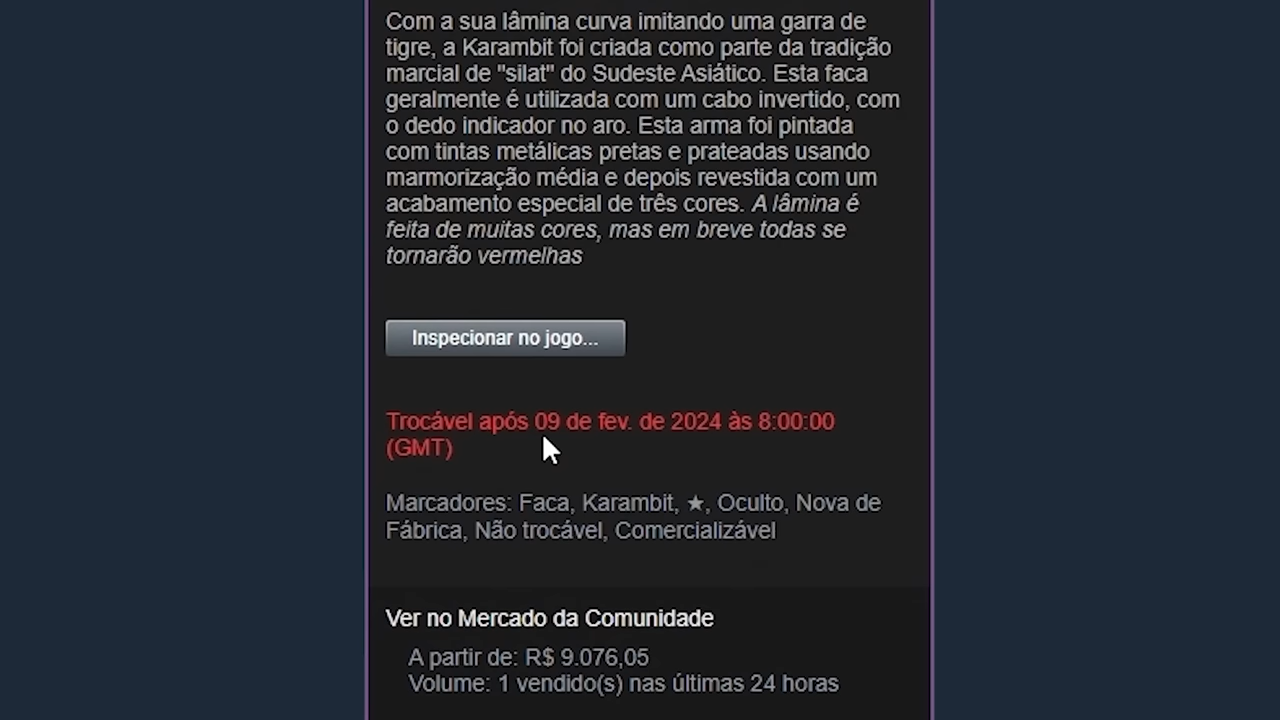 Com a sua lâmina curva imitando uma garra de
tigre, a Karambit foi criada como parte da tradição
marcial de "silat" do Sudeste Asiático. Esta faca
geralmente é utilizada com um cabo invertido, com
o dedo indicador no aro. Esta arma foi pintada
com tintas metálicas pretas e prateadas usando
marmorização média e depois revestida com um
acabamento especial de três cores. A lâmina é
feita de muitas cores, mas em breve todas se
tornarão vermelhas
Inspecionar no jogo...
Trocável após 09 de fev. de 2024 às 8:00:00
(GMT)
Marcadores: Faca, Karambit, ★, Oculto, Nova de
Fábrica, Não trocável, Comercializável
Ver no Mercado da Comunidade
A partir de: R$ 9.076,05
Volume: 1 vendido(s) nas últimas 24 horas